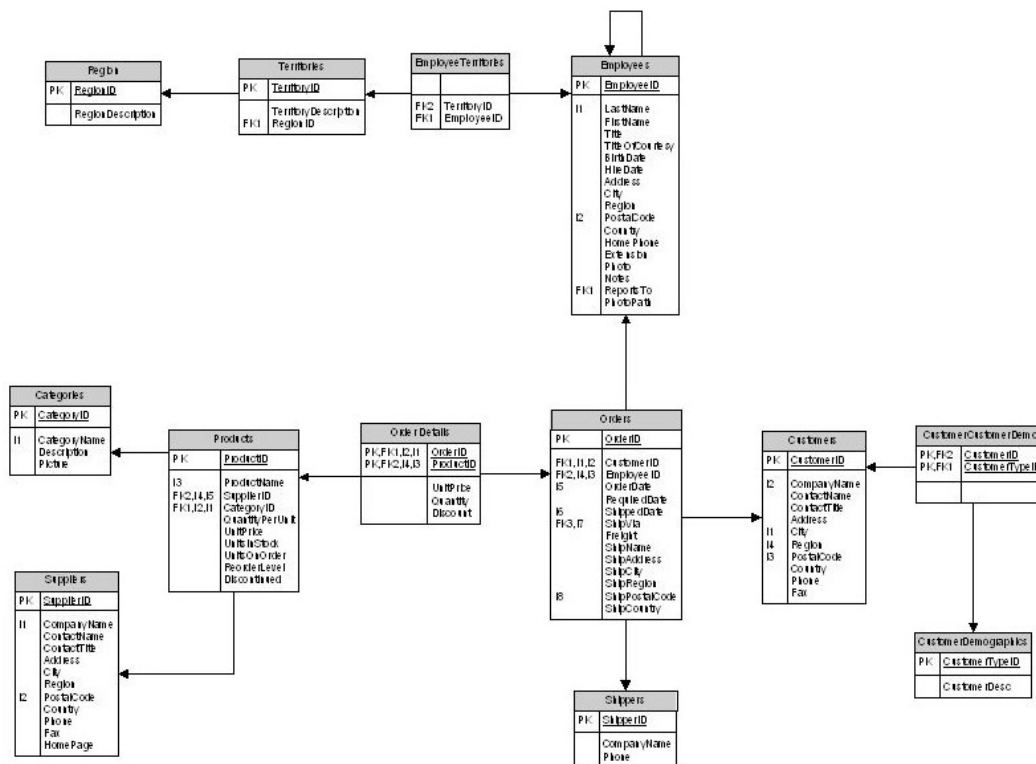 Region
PK RegionID
RegionDescription
Territories
PK TerritoryID
TerritoryDescription
FK1 RegionID
EmployeeTerritories
FK2 TerritoryID
FK1 EmployeeID
Employees
PK EmployeeID
I1 LastName
FirstName
Title
TitleOfCourtesy
BirthDate
HireDate
Address
City
Region
I2 PostalCode
Country
HomePhone
Extension
Photo
Notes
FK1 ReportsTo
PhotoPath
Categories
PK CategoryID
I1 CategoryName
Description
Picture
Products
PK ProductID
I3 ProductName
FK2,I4,I5 SupplierID
FK1,I2,I1 CategoryID
QuantityPerUnit
UnitPrice
UnitsInStock
UnitsOnOrder
ReorderLevel
Discontinued
OrderDetails
PK,FK1,I2,I1 OrderID
PK,FK2,I4,I3 ProductID
UnitPrice
Quantity
Discount
Orders
PK OrderID
FK1,I1,I2 CustomerID
FK2,I4,I3 EmployeeID
I5 OrderDate
RequiredDate
I6 ShippedDate
FK3,I7 ShipVia
Freight
ShipName
ShipAddress
ShipCity
ShipRegion
I8 ShipPostalCode
ShipCountry
Customers
PK CustomerID
I2 CompanyName
ContactName
ContactTitle
Address
I1 City
I4 Region
I3 PostalCode
Country
Phone
Fax
CustomerCustomerDemo
PK,FK2 CustomerID
PK,FK1 CustomerTypeI
Suppliers
PK SupplierID
I1 CompanyName
ContactName
ContactTitle
Address
City
Region
I2 PostalCode
Country
Phone
Fax
HomePage
Shippers
PK ShipperID
CompanyName
Phone
CustomerDemographics
PK CustomerTypeID
CustomerDesc